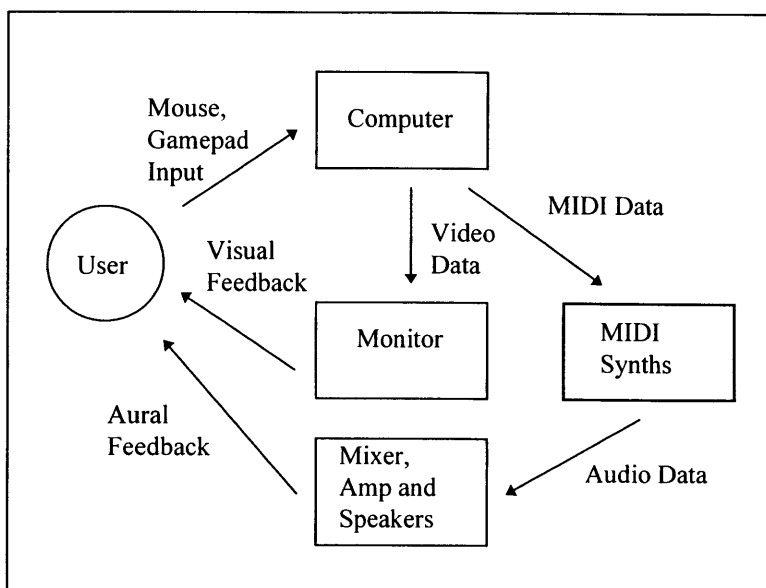 Computer
Mouse,
Gamepad
Input
MIDI Data
User
Visual
Feedback
Video
Data
Monitor
MIDI
Synths
Aural
Feedback
Mixer,
Amp and
Speakers
Audio Data